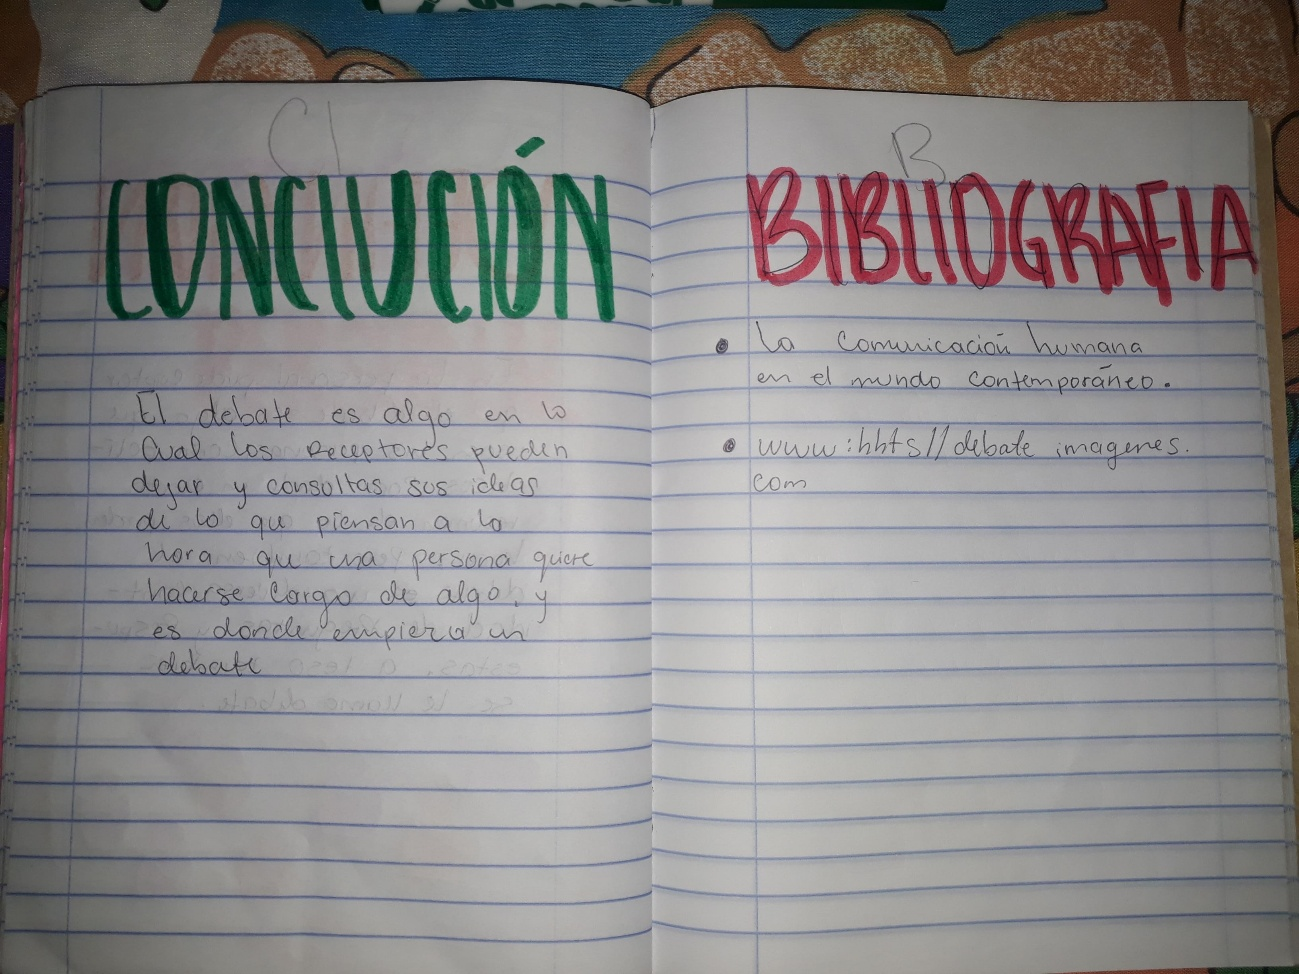 Cl
CONCLUCIÓN
El debate es algo en lo
Cual los Receptores pueden
dejar y consultas sus ideas
de lo que piensan a la
hora que una persona quiere
hacerse cargo de algo. y
es donde empieza un
debate
B
BIBLIOGRAFIA
• La comunicación humana
en el mundo contemporáneo.
• www:hhts//debate imagenes.
com